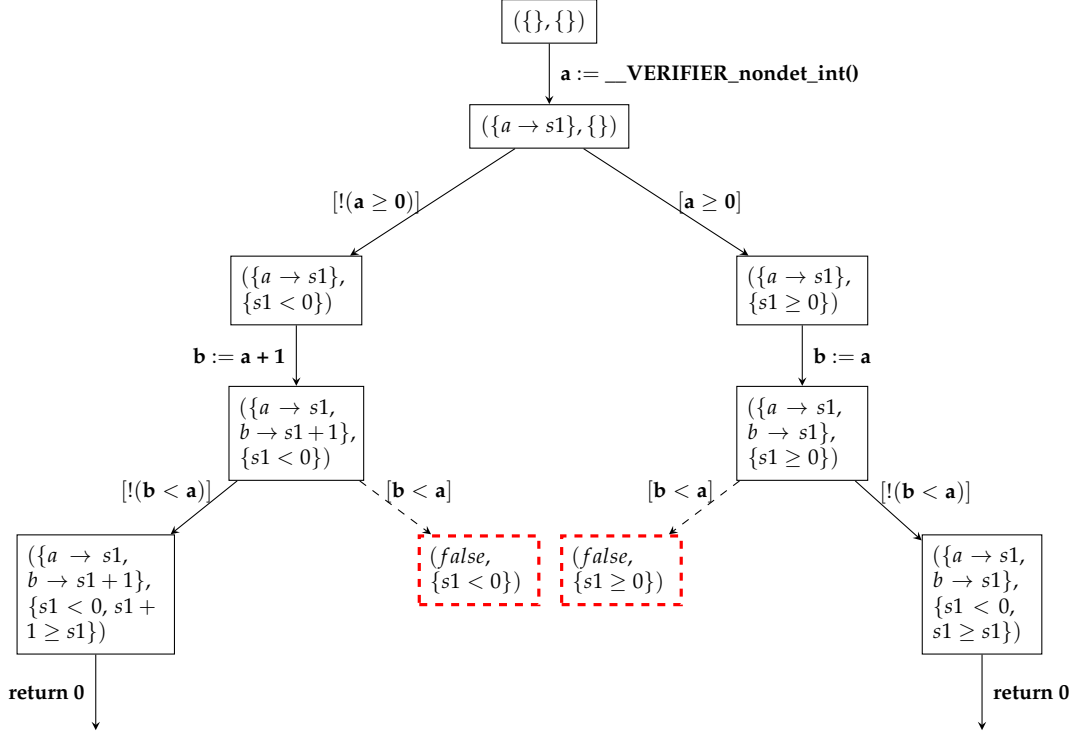 ({}, {})
a := __VERIFIER_nondet_int()
({a → s1}, {})
[!(a ≥ 0)]
[a ≥ 0]
({a → s1},
{s1 < 0})
({a → s1},
{s1 ≥ 0})
b := a + 1
b := a
({a → s1,
b → s1 + 1},
{s1 < 0})
({a → s1,
b → s1},
{s1 ≥ 0})
[!(b < a)]
[b < a]
[b < a]
[!(b < a)]
({a → s1,
b → s1 + 1},
{s1 < 0, s1 +
1 ≥ s1})
(false,
{s1 < 0})
(false,
{s1 ≥ 0})
({a → s1,
b → s1},
{s1 < 0,
s1 ≥ s1})
return 0
return 0